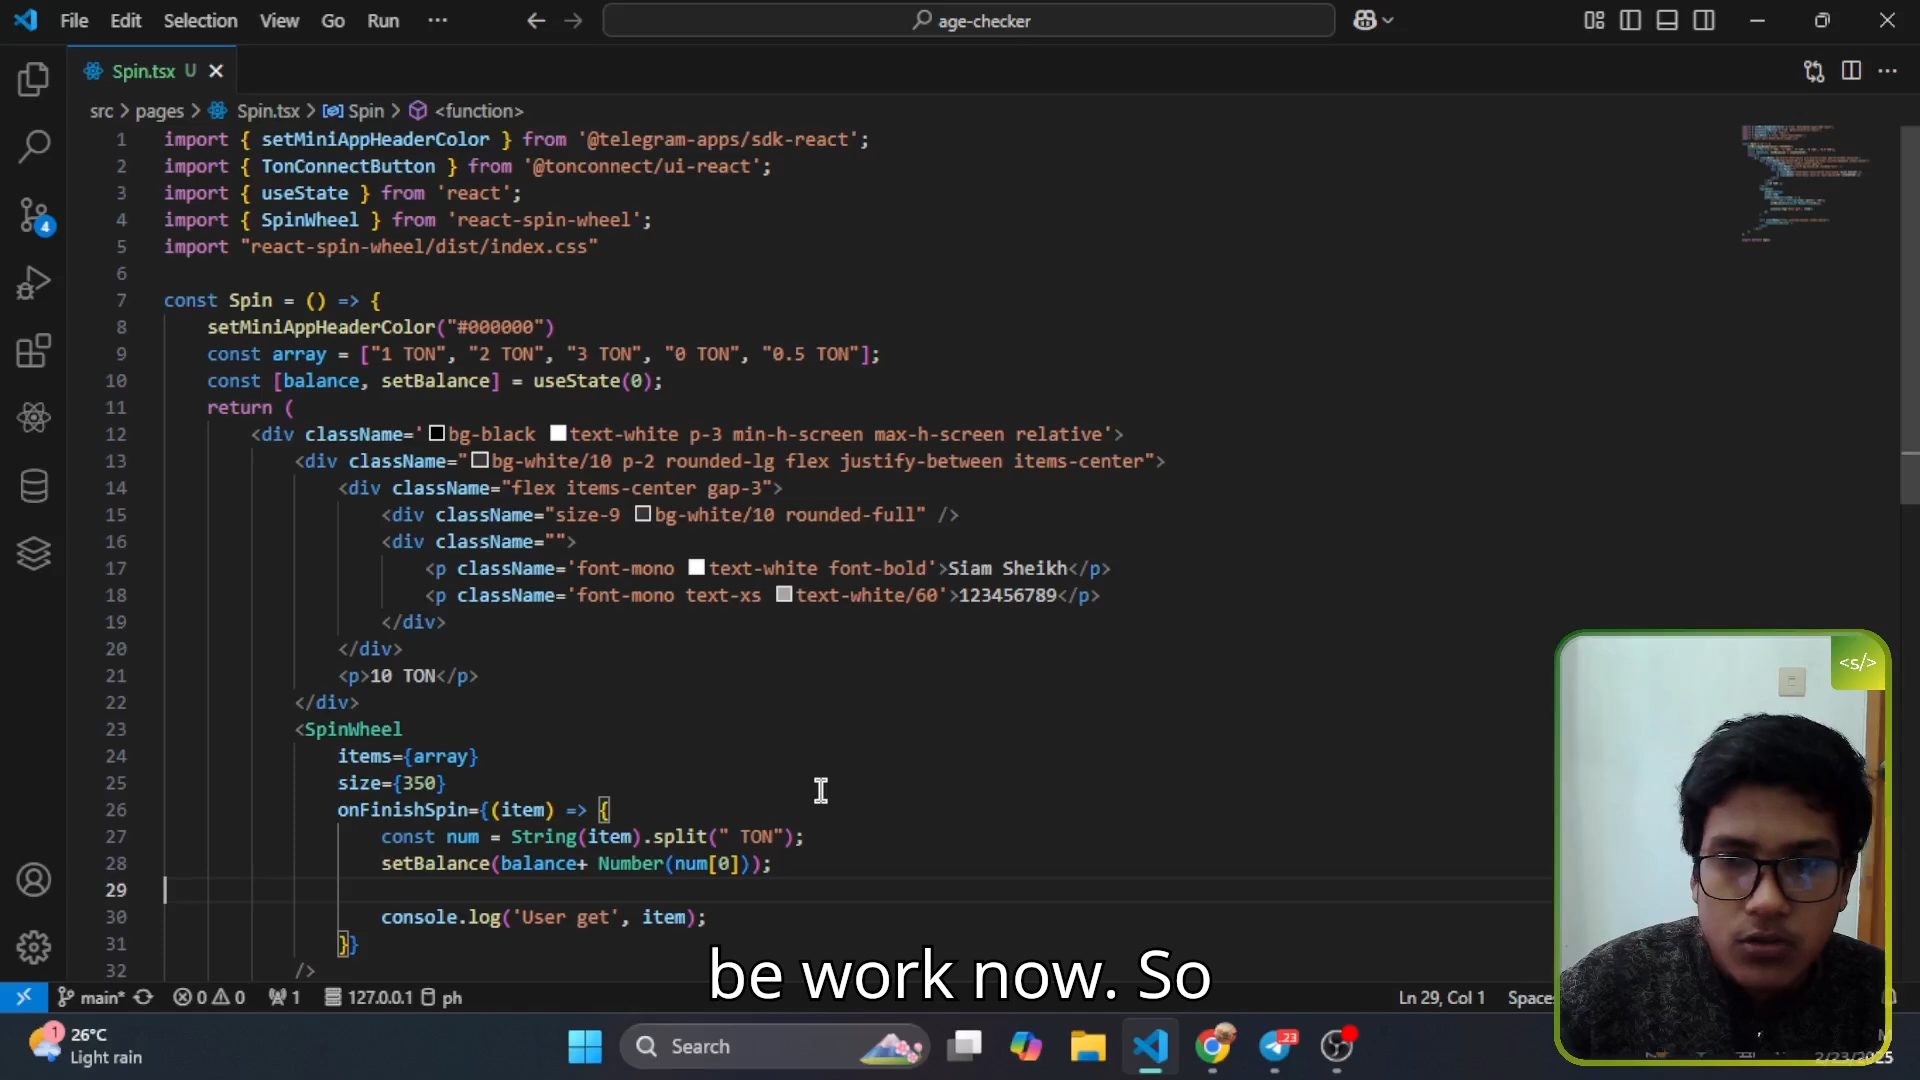 File Edit Selection View Go Run ··· age-checker
Spin.tsx U
src > pages > Spin.tsx > Spin > <function>
1 import { setMiniAppHeaderColor } from '@telegram-apps/sdk-react';
2 import { TonConnectButton } from '@tonconnect/ui-react';
3 import { useState } from 'react';
4 import { SpinWheel } from 'react-spin-wheel';
5 import "react-spin-wheel/dist/index.css"
6
7 const Spin = () => {
8 setMiniAppHeaderColor("#000000")
9 const array = ["1 TON", "2 TON", "3 TON", "0 TON", "0.5 TON"];
10 const [balance, setBalance] = useState(0);
11 return (
12 <div className='bg-black text-white p-3 min-h-screen max-h-screen relative'>
13 <div className="bg-white/10 p-2 rounded-lg flex justify-between items-center">
14 <div className="flex items-center gap-3">
15 <div className="size-9 bg-white/10 rounded-full" />
16 <div className="">
17 <p className='font-mono text-white font-bold'>Siam Sheikh</p>
18 <p className='font-mono text-xs text-white/60'>123456789</p>
19 </div>
20 </div>
21 <p>10 TON</p>
22 </div>
23 <SpinWheel
24 items={array}
25 size={350}
26 onFinishSpin={(item) => {
27 const num = String(item).split(" TON");
28 setBalance(balance+ Number(num[0]));
29
30 console.log('User get', item);
31 }}
32 />
<s/>
4
be work now. So
main* 0 0 1 127.0.0.1 ph Ln 29, Col 1
1 26°C
Light rain
Search
23
2/23/2025